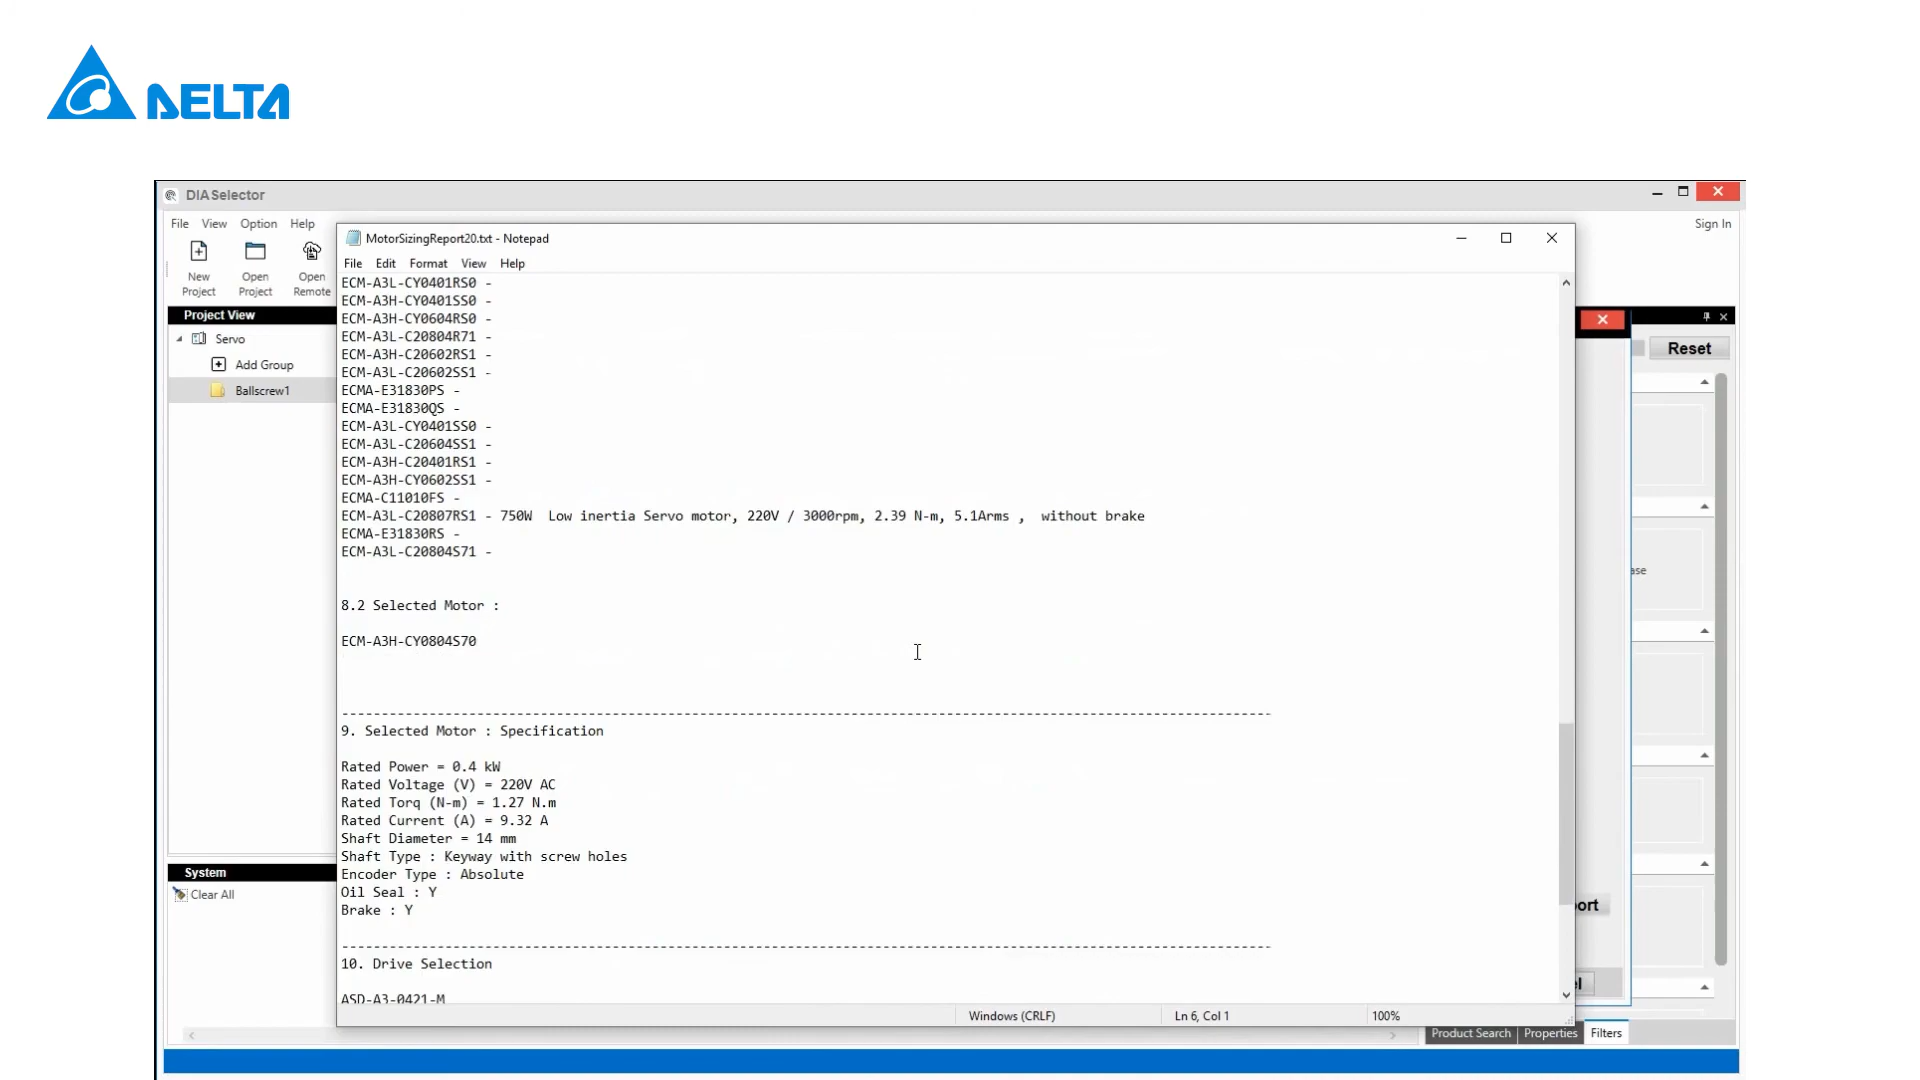 DELTA
DIASelector
File View Option Help
Sign In
New Project
Open Project
Open Remote
Project View
Servo
Add Group
Ballscrew1
System
Clear All
MotorSizingReport20.txt - Notepad
File Edit Format View Help
ECM-A3L-CY0401RS0 -
ECM-A3H-CY0401SS0 -
ECM-A3H-CY0604RS0 -
ECM-A3L-C20804R71 -
ECM-A3H-C20602RS1 -
ECM-A3L-C20602SS1 -
ECMA-E31830PS -
ECMA-E31830QS -
ECM-A3L-CY0401SS0 -
ECM-A3L-C20604SS1 -
ECM-A3H-C20401RS1 -
ECM-A3H-CY0602SS1 -
ECMA-C11010FS -
ECM-A3L-C20807RS1 - 750W  Low inertia Servo motor, 220V / 3000rpm, 2.39 N-m, 5.1Arms ,  without brake
ECMA-E31830RS -
ECM-A3L-C20804S71 -
8.2 Selected Motor :
ECM-A3H-CY0804S70
---------------------------------------------------------------------------------------------------------------------
9. Selected Motor : Specification
Rated Power = 0.4 kW
Rated Voltage (V) = 220V AC
Rated Torq (N-m) = 1.27 N.m
Rated Current (A) = 9.32 A
Shaft Diameter = 14 mm
Shaft Type : Keyway with screw holes
Encoder Type : Absolute
Oil Seal : Y
Brake : Y
---------------------------------------------------------------------------------------------------------------------
10. Drive Selection
ASD-A3-0421-M
Windows (CRLF) Ln 6, Col 1 100%
Reset
ase
ort
el
Product Search Properties Filters